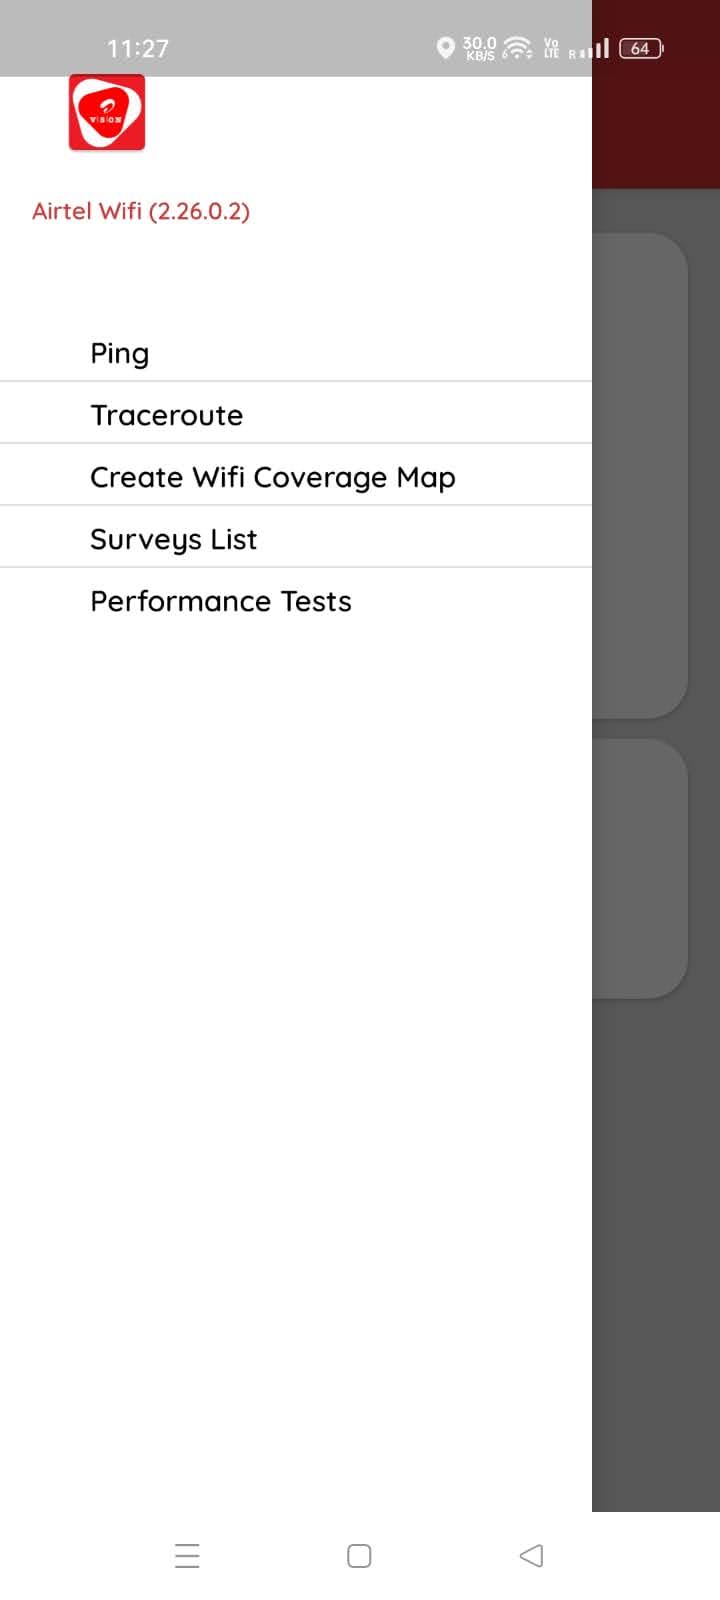 11:27
30.0
KB/S
6
Vo
LTE
R
64
VISION
Airtel Wifi (2.26.0.2)
Ping
Traceroute
Create Wifi Coverage Map
Surveys List
Performance Tests